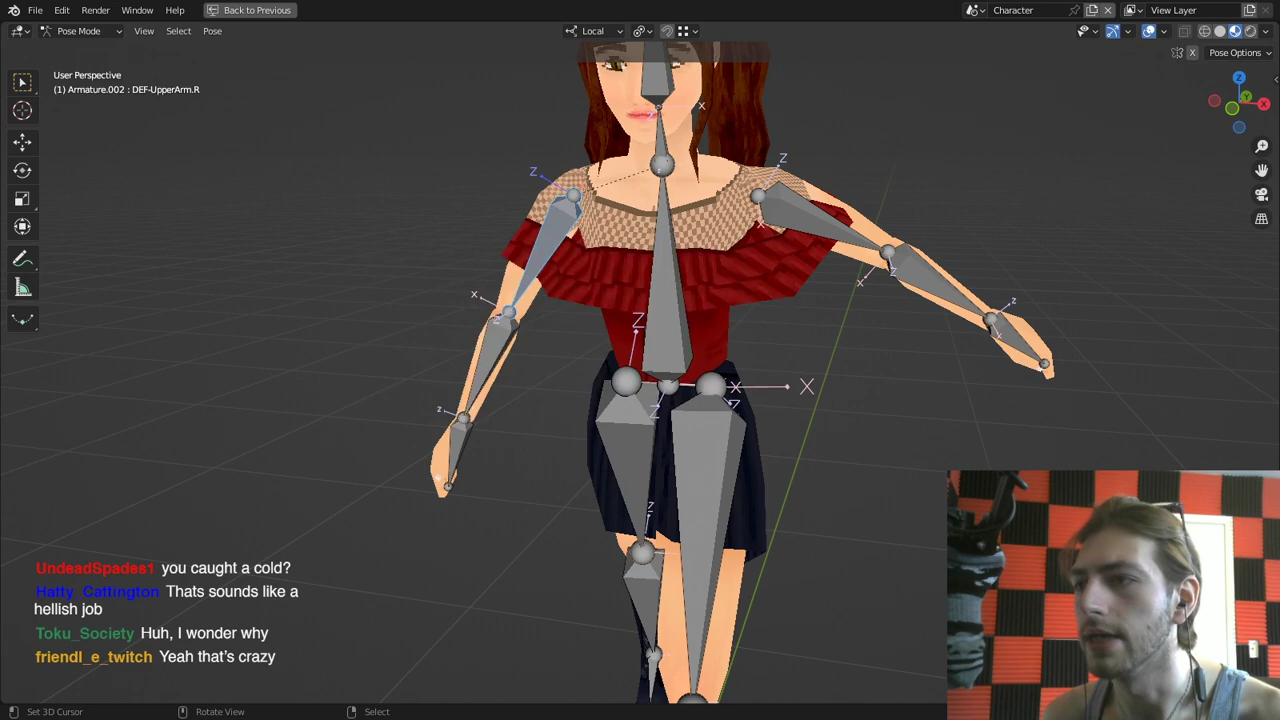 File Edit Render Window Help Back to Previous Character View Layer
Pose Mode View Select Pose Local
X Pose Options
User Perspective
(1) Armature.002 : DEF-UpperArm.R
Z
X
x
z
Z
z
x
x
z
x
z
z
x
Z
X
X
z
Z
z
z
UndeadSpades1 you caught a cold?
Hatty_Cattington Thats sounds like a
hellish job
Toku_Society Huh, I wonder why
friendl_e_twitch Yeah that's crazy
Set 3D Cursor Rotate View Select